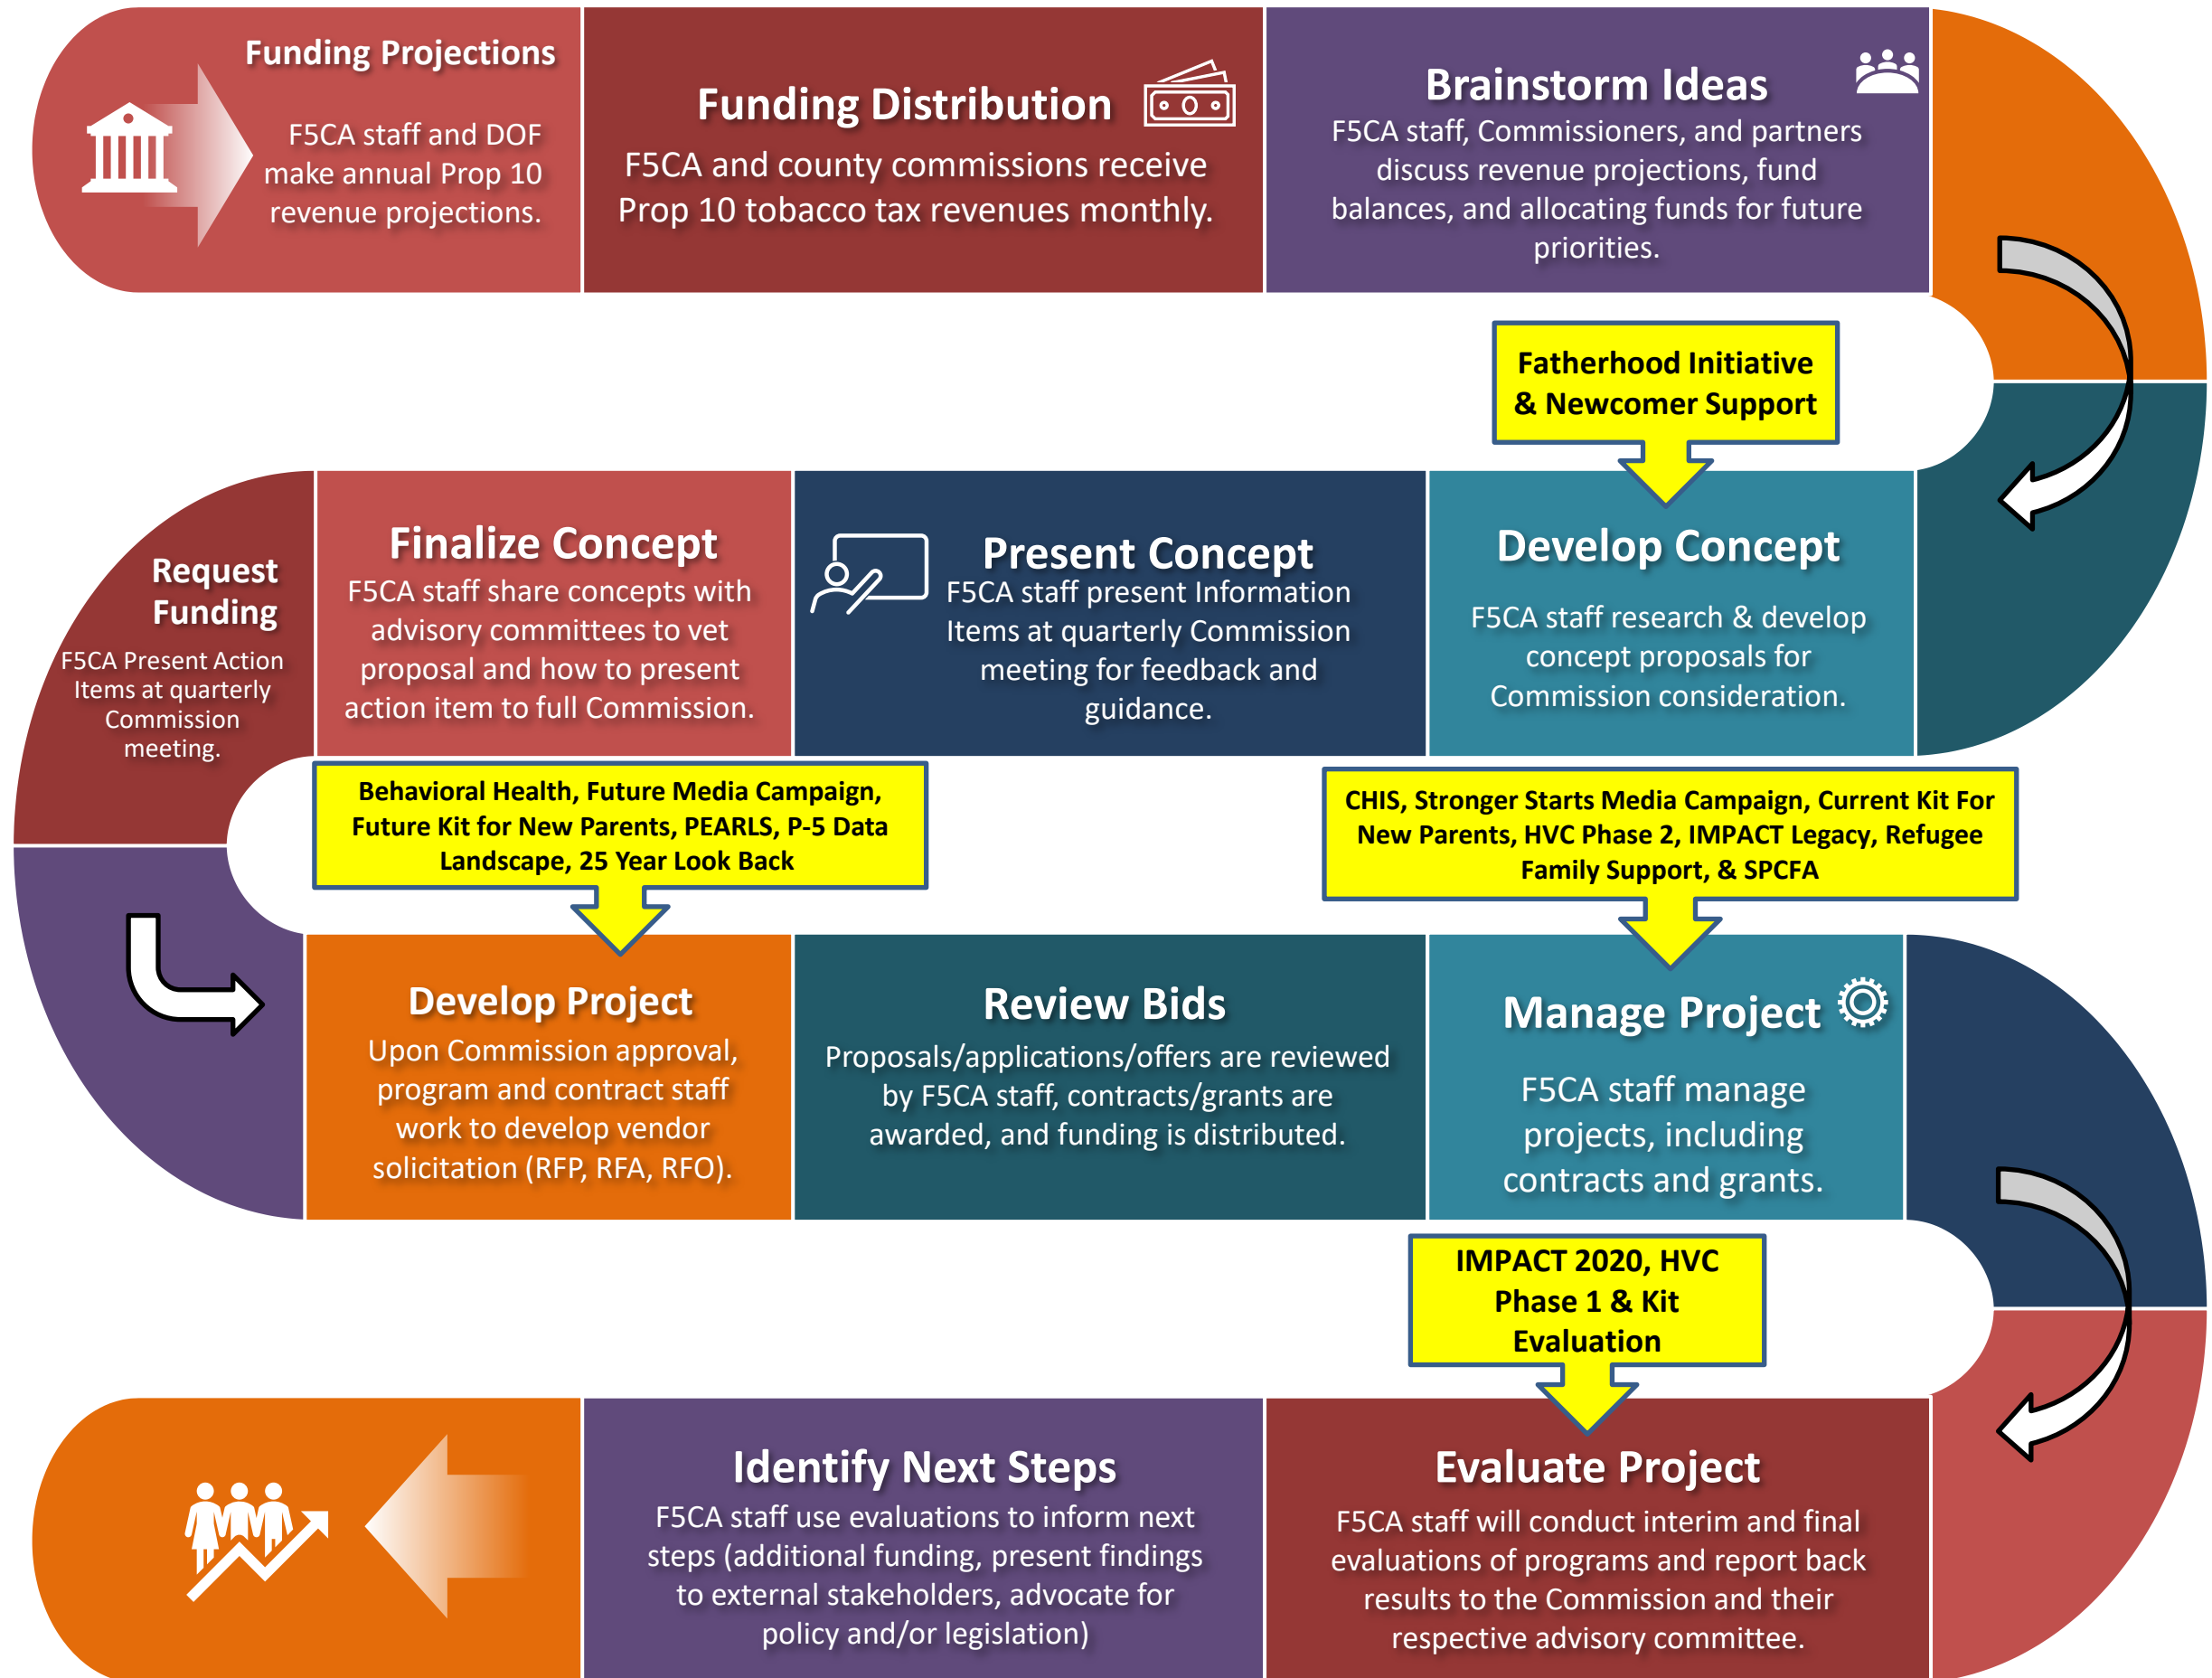 Funding Projections
F5CA staff and DOF
make annual Prop 10
revenue projections.
Funding Distribution
F5CA and county commissions receive
Prop 10 tobacco tax revenues monthly.
Brainstorm Ideas
F5CA staff, Commissioners, and partners
discuss revenue projections, fund
balances, and allocating funds for future
priorities.
Fatherhood Initiative
& Newcomer Support
Develop Concept
F5CA staff research & develop
concept proposals for
Commission consideration.
Present Concept
F5CA staff present Information
Items at quarterly Commission
meeting for feedback and
guidance.
Finalize Concept
F5CA staff share concepts with
advisory committees to vet
proposal and how to present
action item to full Commission.
Request
Funding
F5CA Present Action
Items at quarterly
Commission
meeting.
Behavioral Health, Future Media Campaign,
Future Kit for New Parents, PEARLS, P-5 Data
Landscape, 25 Year Look Back
Develop Project
Upon Commission approval,
program and contract staff
work to develop vendor
solicitation (RFP, RFA, RFO).
Review Bids
Proposals/applications/offers are reviewed
by F5CA staff, contracts/grants are
awarded, and funding is distributed.
CHIS, Stronger Starts Media Campaign, Current Kit For
New Parents, HVC Phase 2, IMPACT Legacy, Refugee
Family Support, & SPCFA
Manage Project
F5CA staff manage
projects, including
contracts and grants.
IMPACT 2020, HVC
Phase 1 & Kit
Evaluation
Evaluate Project
F5CA staff will conduct interim and final
evaluations of programs and report back
results to the Commission and their
respective advisory committee.
Identify Next Steps
F5CA staff use evaluations to inform next
steps (additional funding, present findings
to external stakeholders, advocate for
policy and/or legislation)